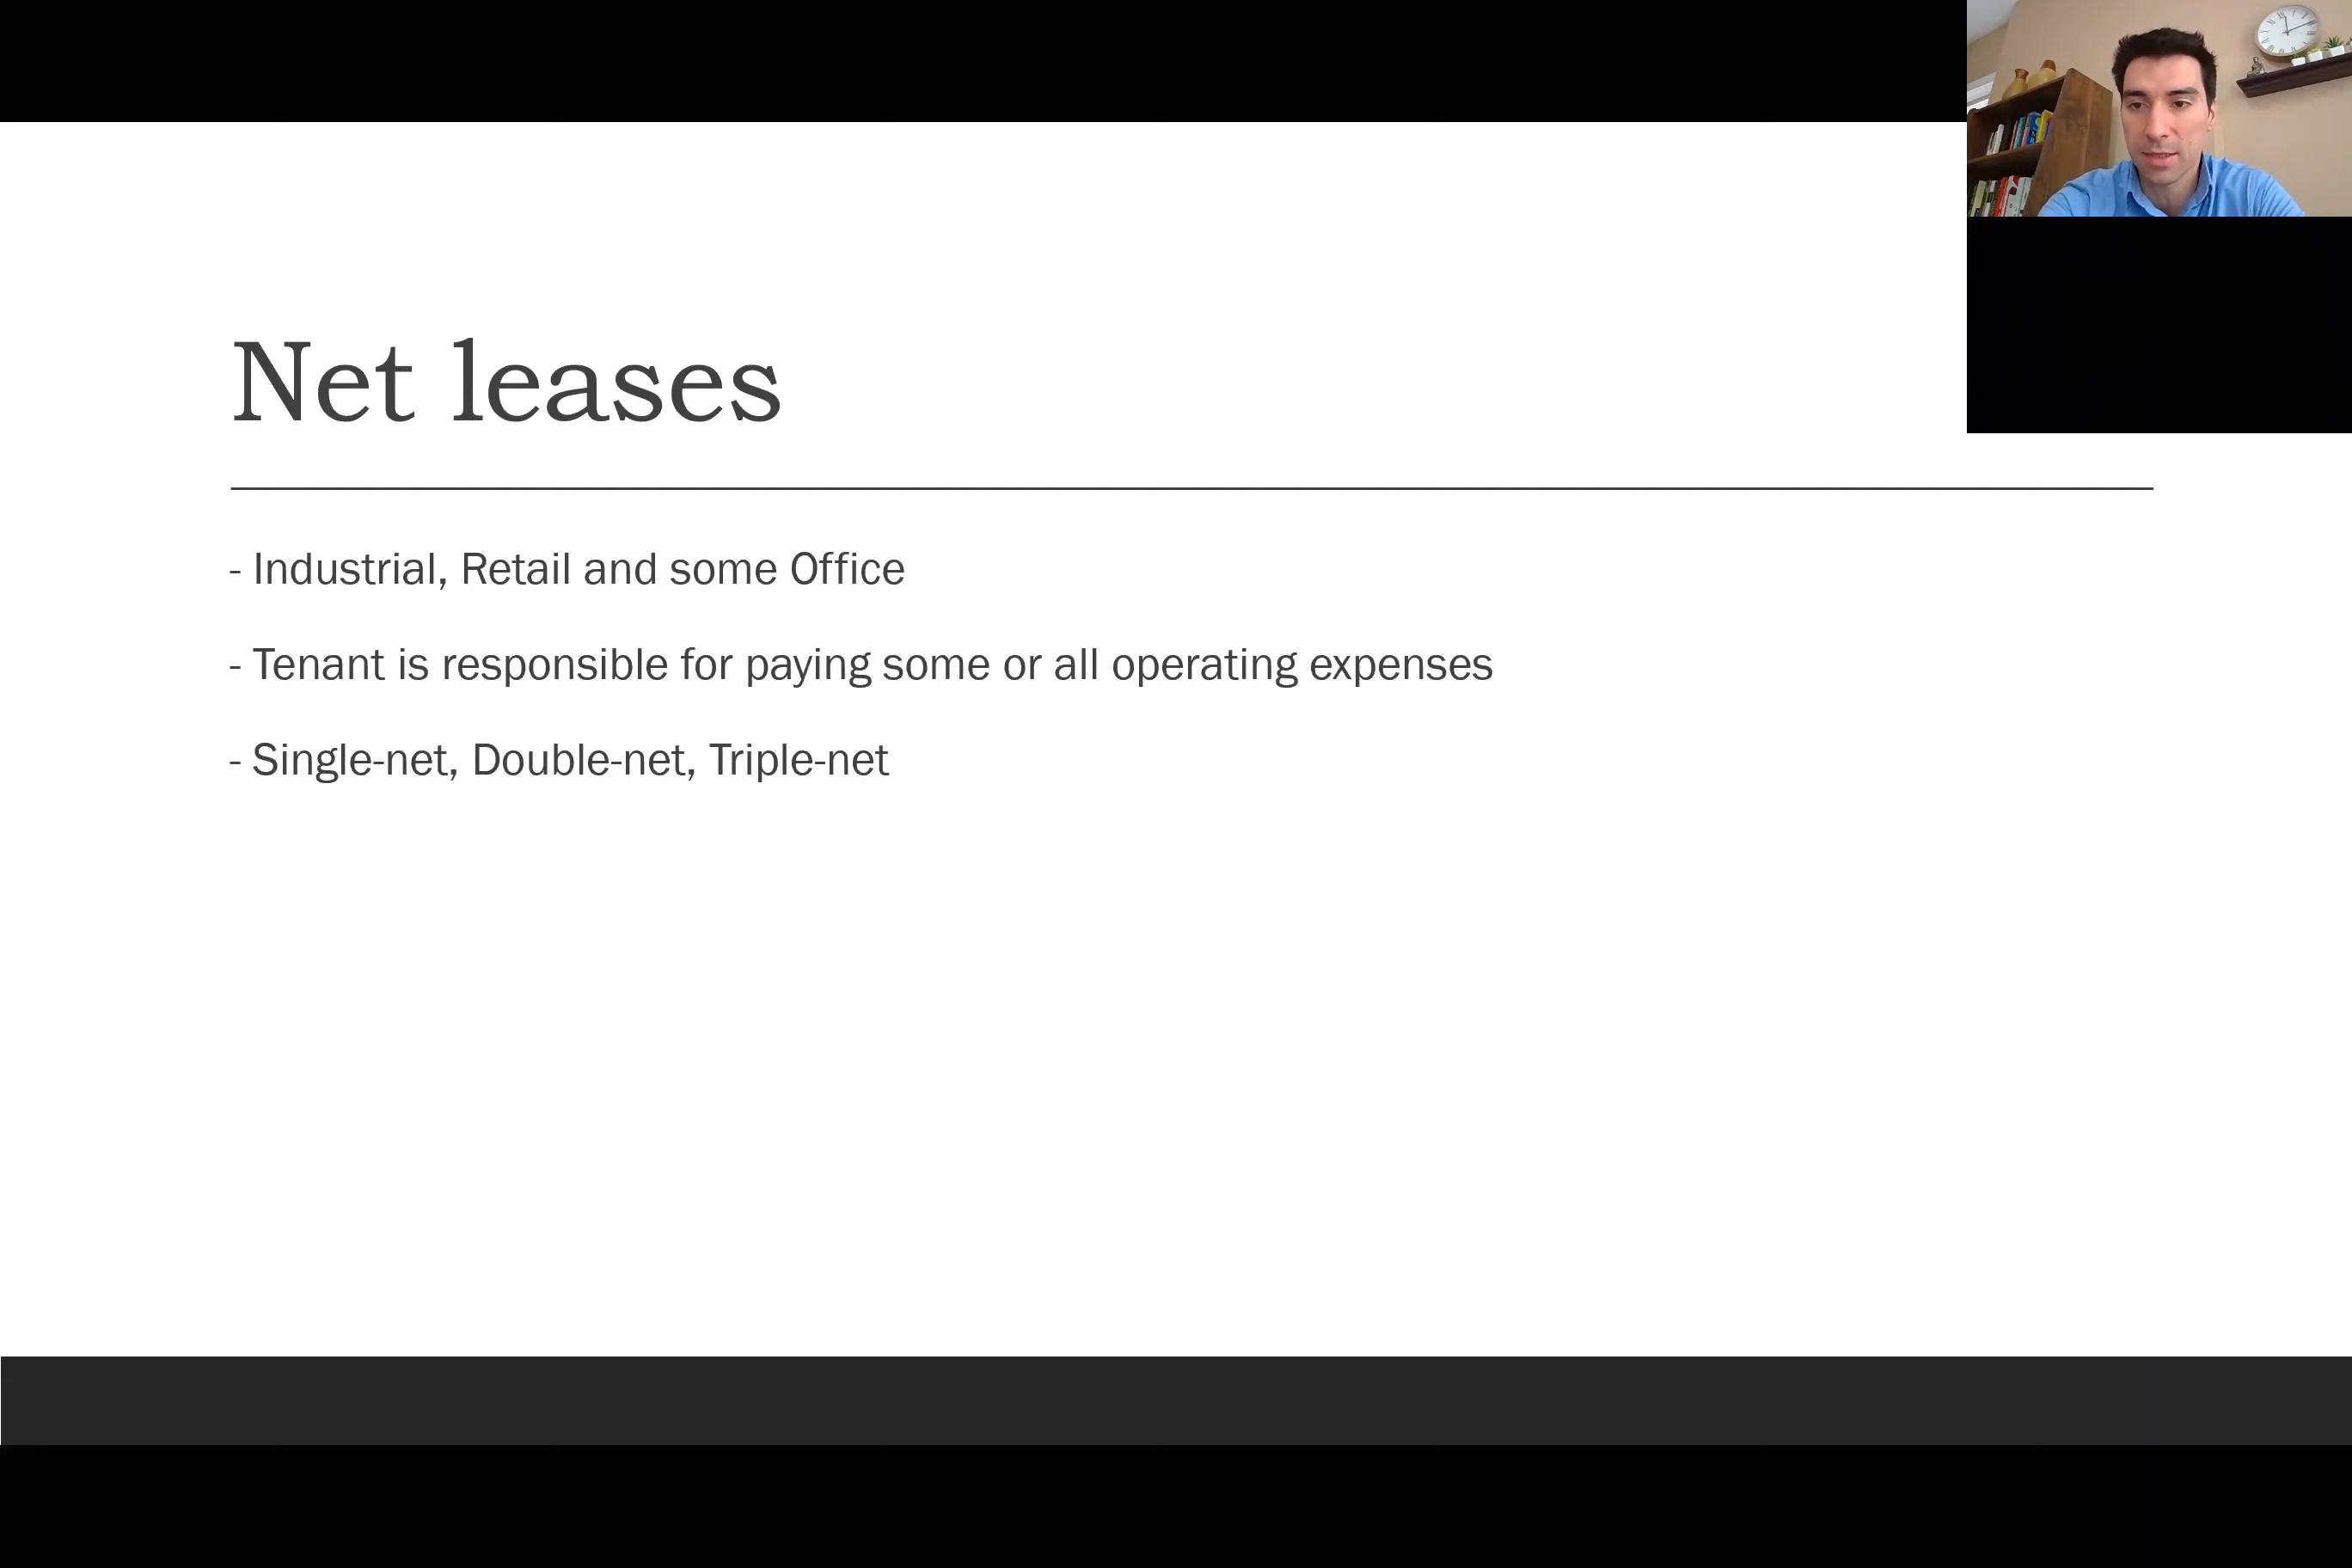 Net leases
- Industrial, Retail and some Office
- Tenant is responsible for paying some or all operating expenses
- Single-net, Double-net, Triple-net